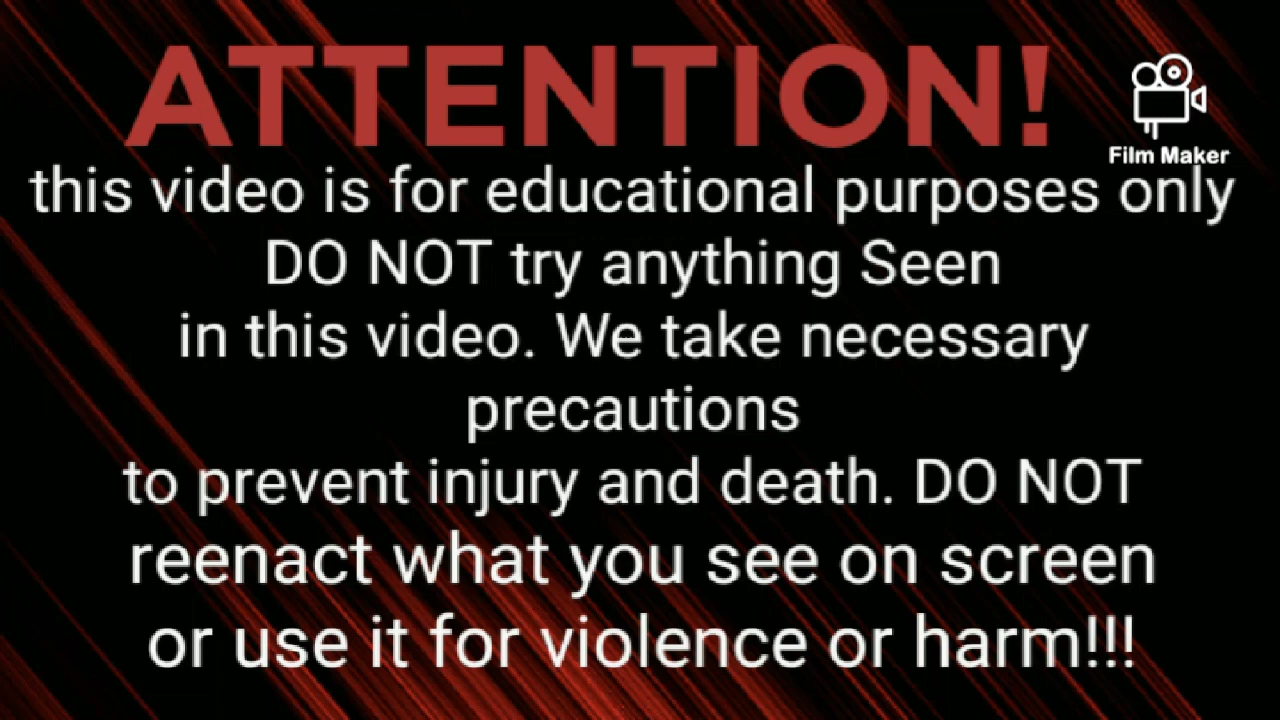 ATTENTION!
Film Maker
this video is for educational purposes only
DO NOT try anything Seen
in this video. We take necessary
precautions
to prevent injury and death. DO NOT
reenact what you see on screen
or use it for violence or harm!!!